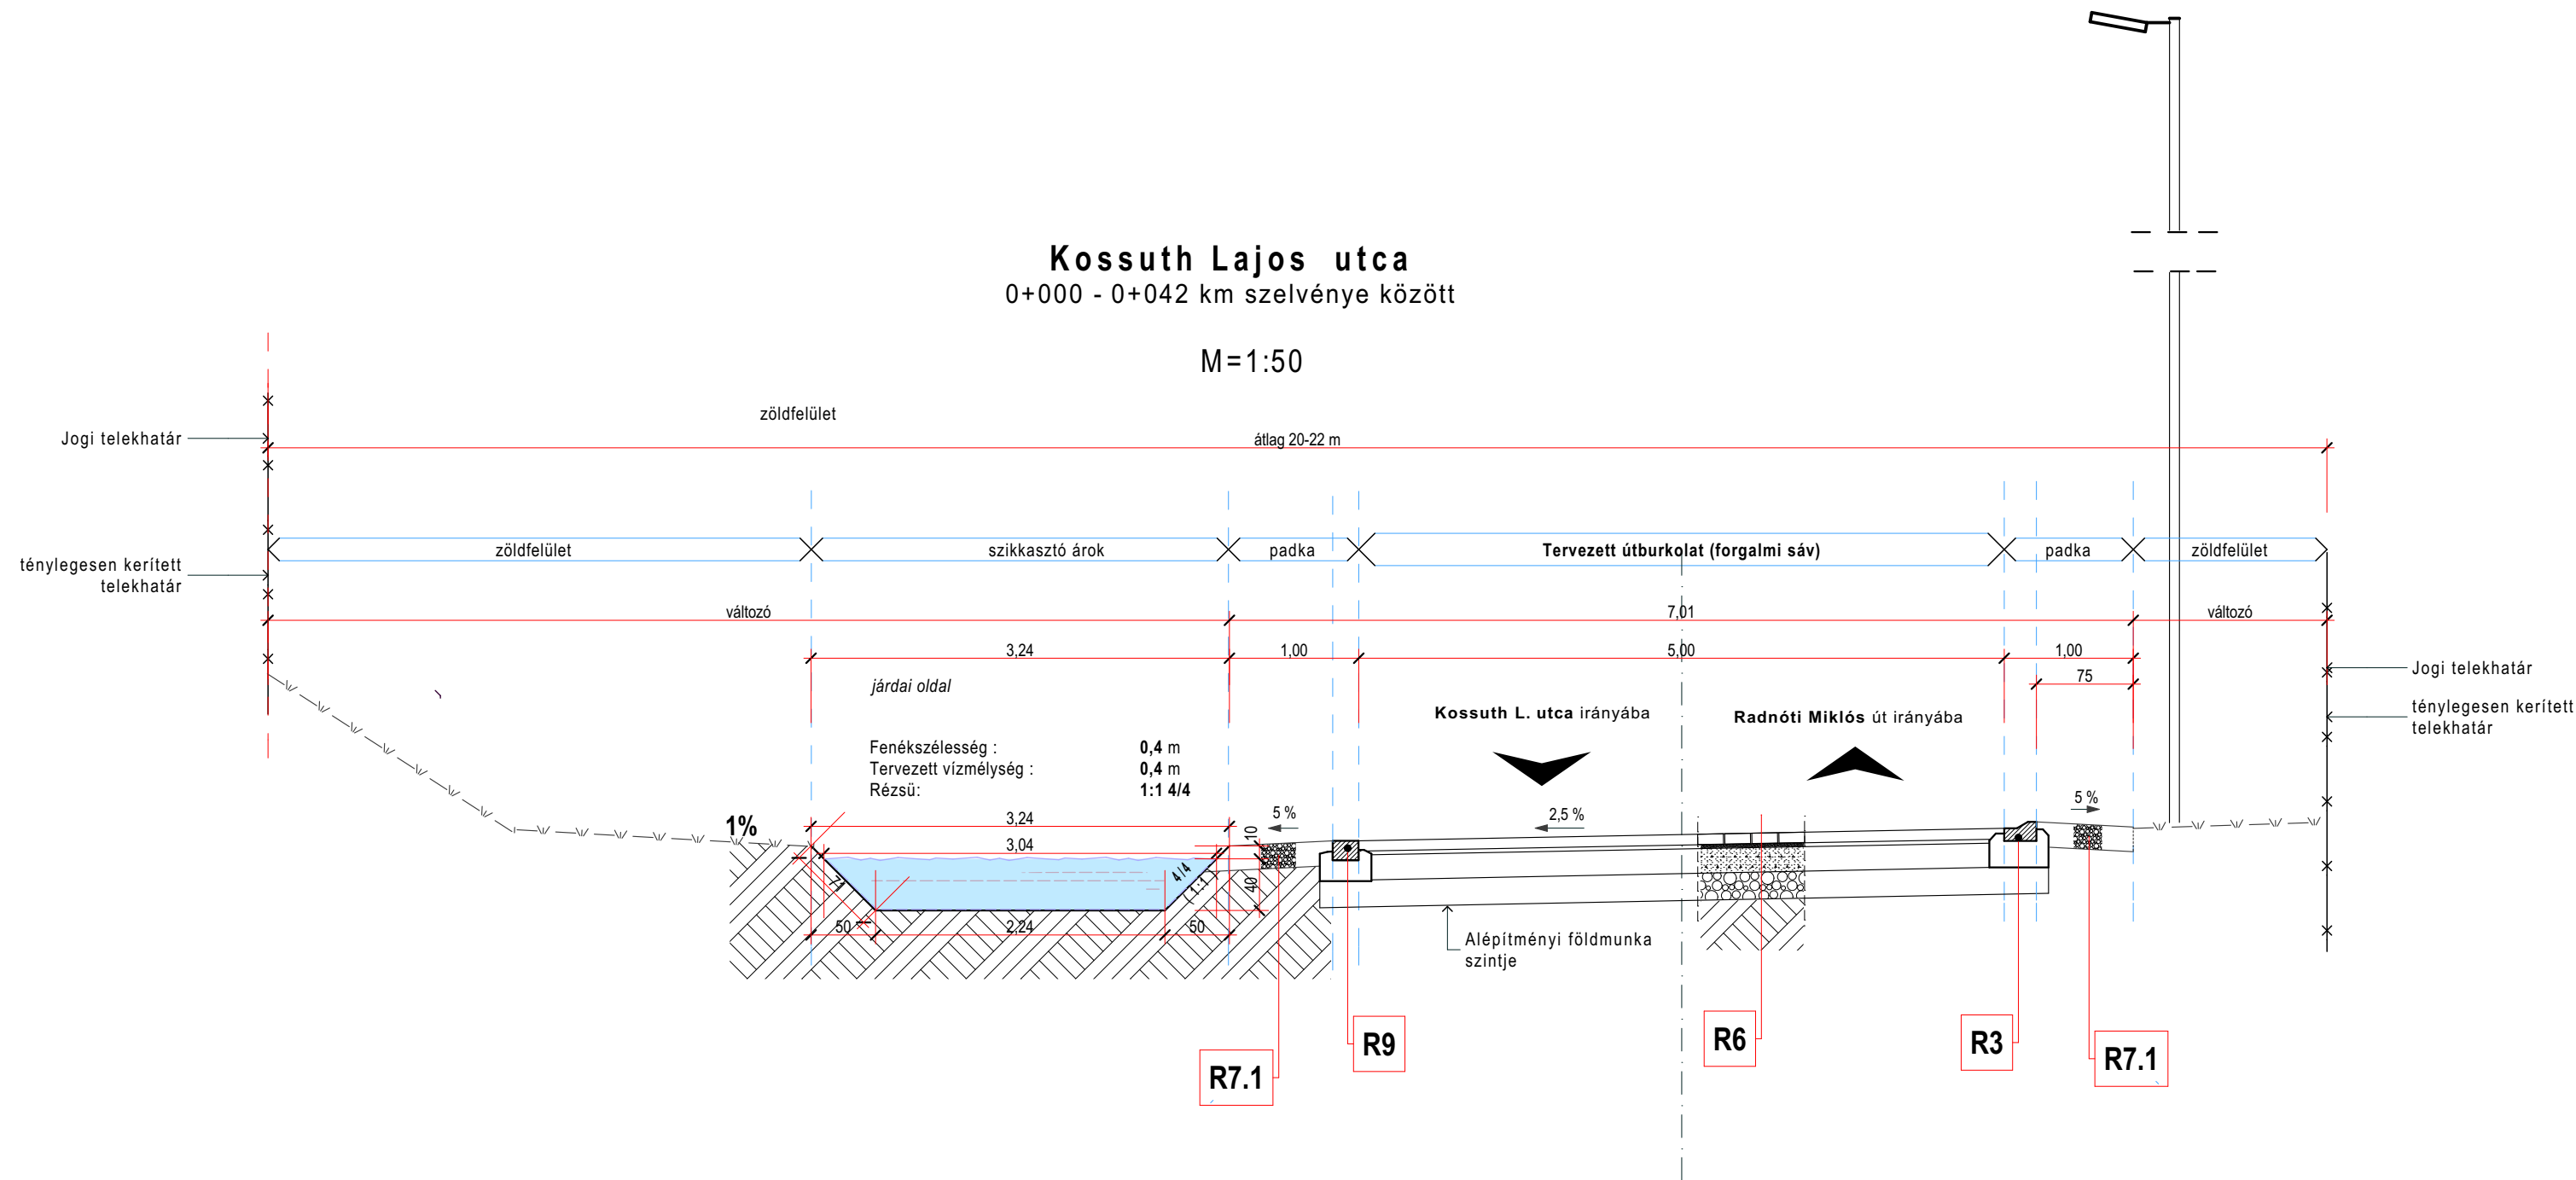 Kossuth Lajos utca
0+000 - 0+042 km szelvénye között
M=1:50
zöldfelület
Jogi telekhatár
átlag 20-22 m
zöldfelület
szikkasztó árok
padka
Tervezett útburkolat (forgalmi sáv)
padka
zöldfelület
ténylegesen kerített
telekhatár
változó
7,01
változó
3,24
1,00
5,00
1,00
75
Jogi telekhatár
ténylegesen kerített
telekhatár
járdai oldal
Kossuth L. utca irányába
Radnóti Miklós út irányába
Fenékszélesség : 0,4 m
Tervezett vízmélység : 0,4 m
Rézsü: 1:1 4/4
1%
3,24
10
5 %
2,5 %
5 %
3,04
71
4/4
(1:1)
40
50
2,24
50
Alépítményi földmunka
szintje
R9
R6
R3
R7.1
R7.1